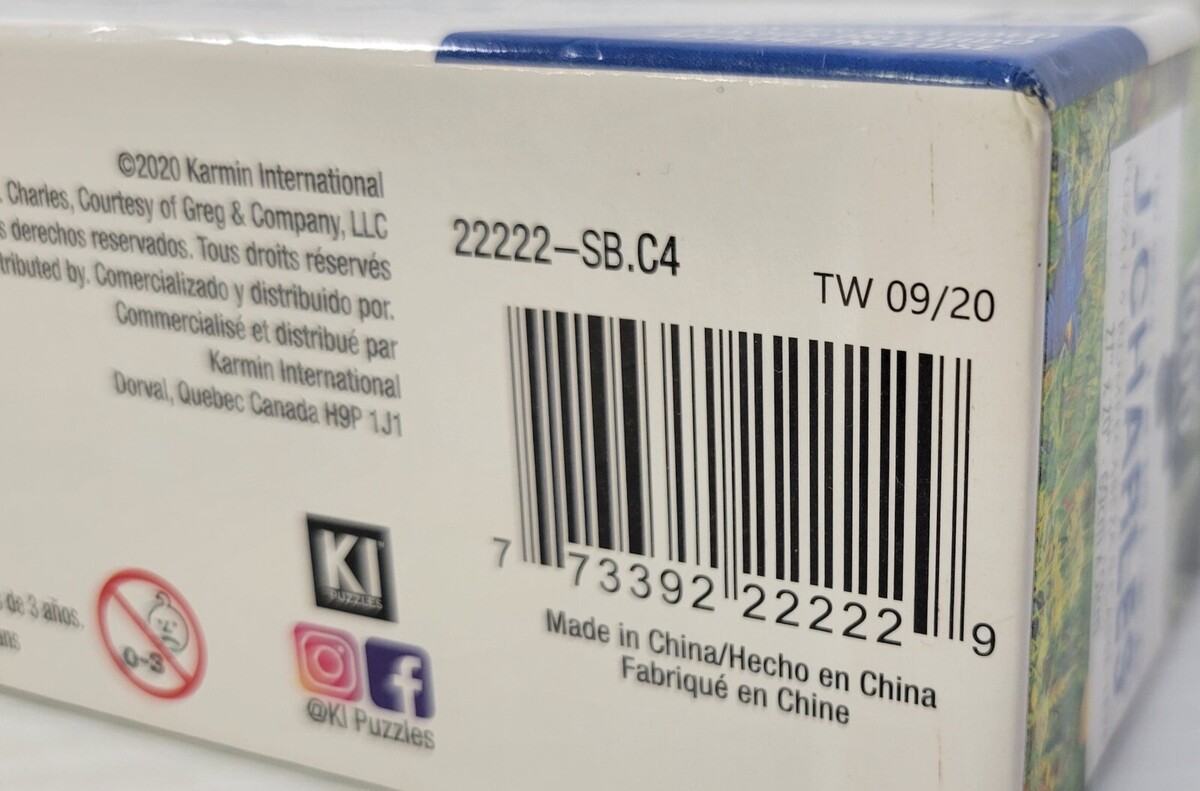 ©2020 Karmin International
. Charles, Courtesy of Greg & Company, LLC
s derechos reservados. Tous droits réservés
tributed by. Comercializado y distribuido por.
Commercialisé et distribué par
Karmin International
Dorval, Quebec Canada H9P 1J1
22222-SB.C4
TW 09/20
7 73392 22222 9
Made in China/Hecho en China
Fabriqué en Chine
KI
PUZZLES
@KI Puzzles
de 3 años.
ans
0-3
J. CHARLES